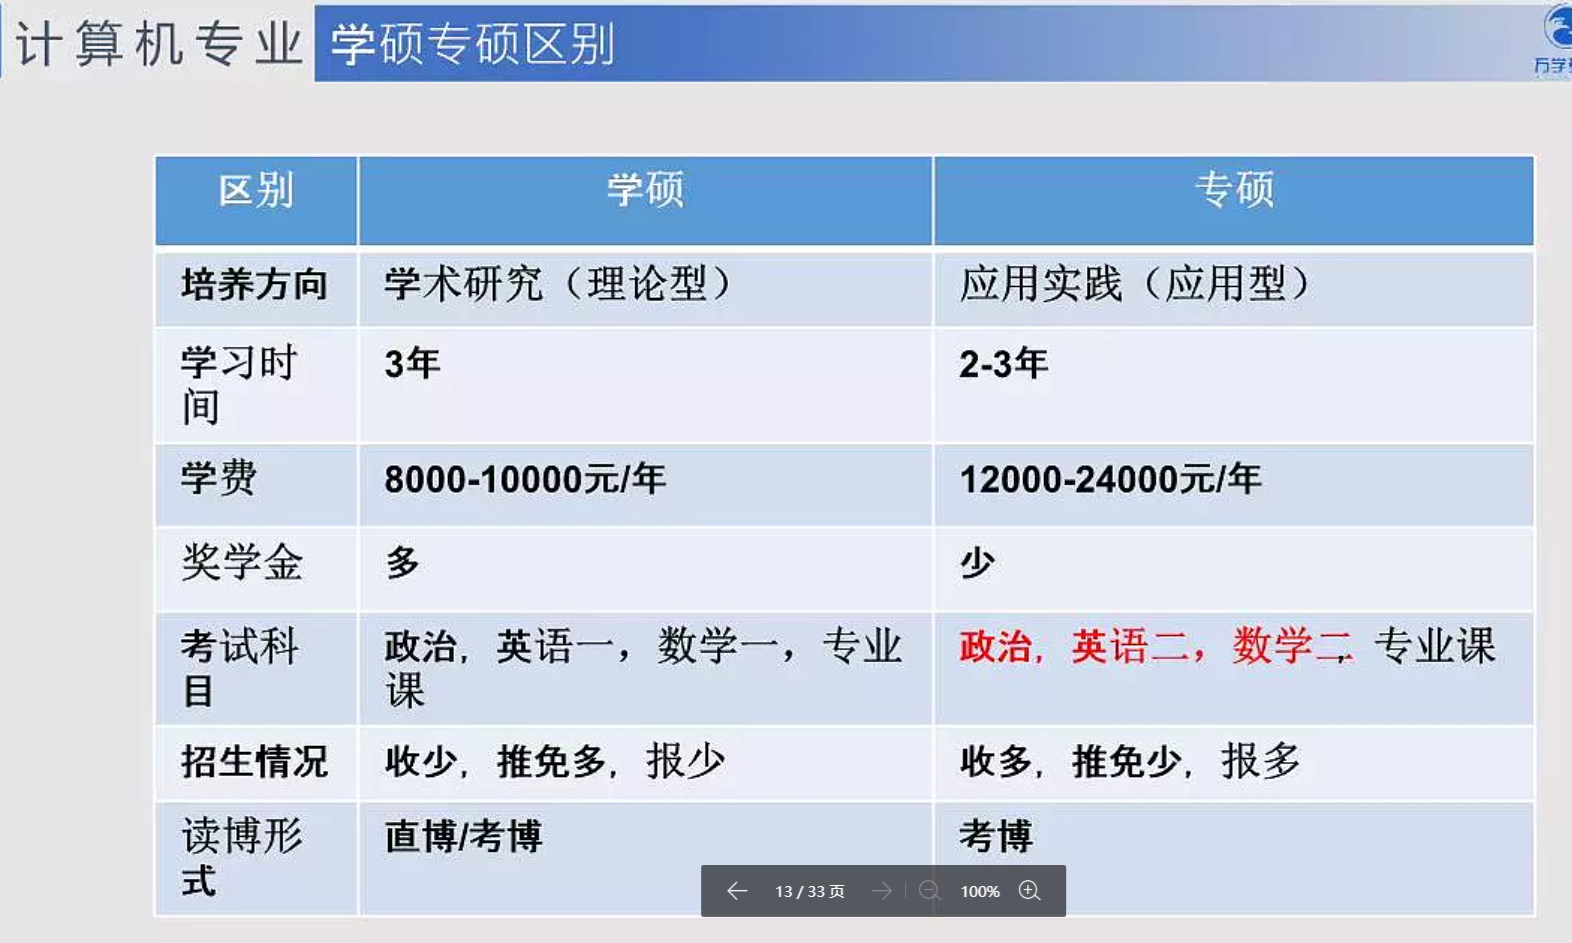 计算机专业 学硕专硕区别
万学
区别 学硕 专硕
培养方向 学术研究（理论型） 应用实践（应用型）
学习时
间
3年 2-3年
学费 8000-10000元/年 12000-24000元/年
奖学金 多 少
考试科
目
政治，英语一，数学一，专业
课
政治，英语二，数学二，专业课
招生情况 收少，推免多，报少 收多，推免少，报多
读博形
式
直博/考博 考博
13 / 33 页 100%